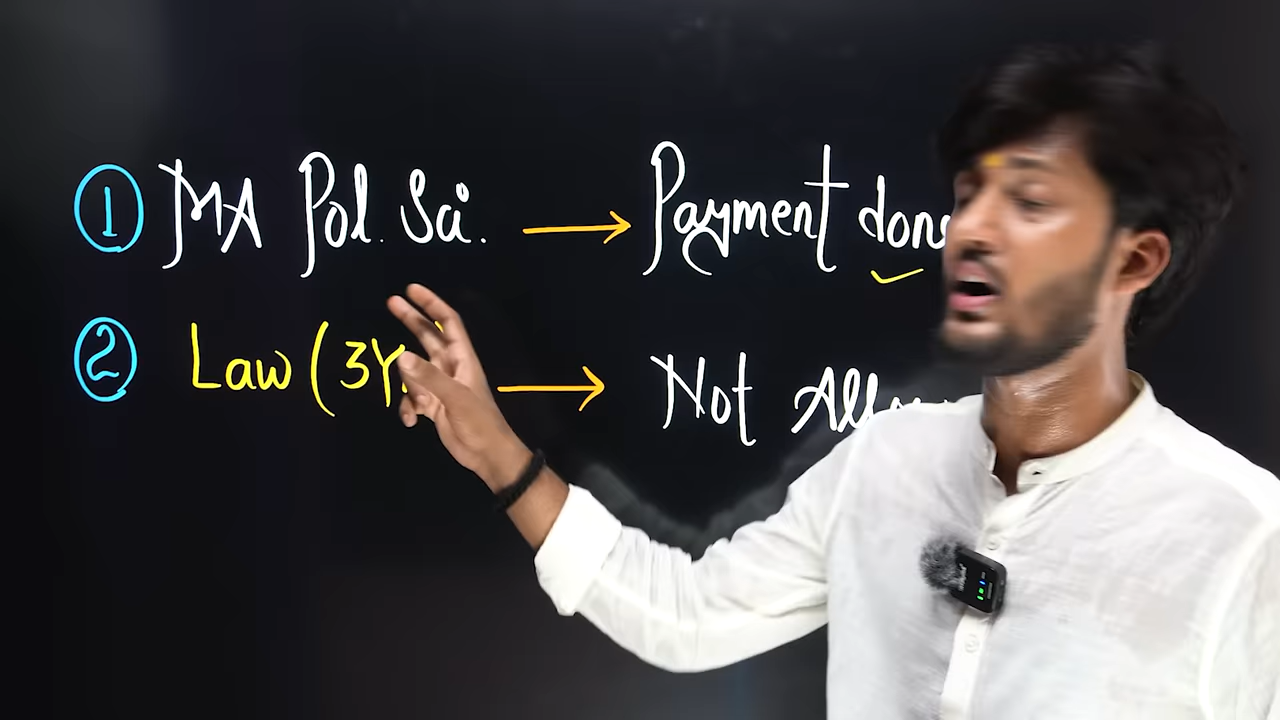 ① MA Pol. Sci. → Payment done
② Law (3Y → Not